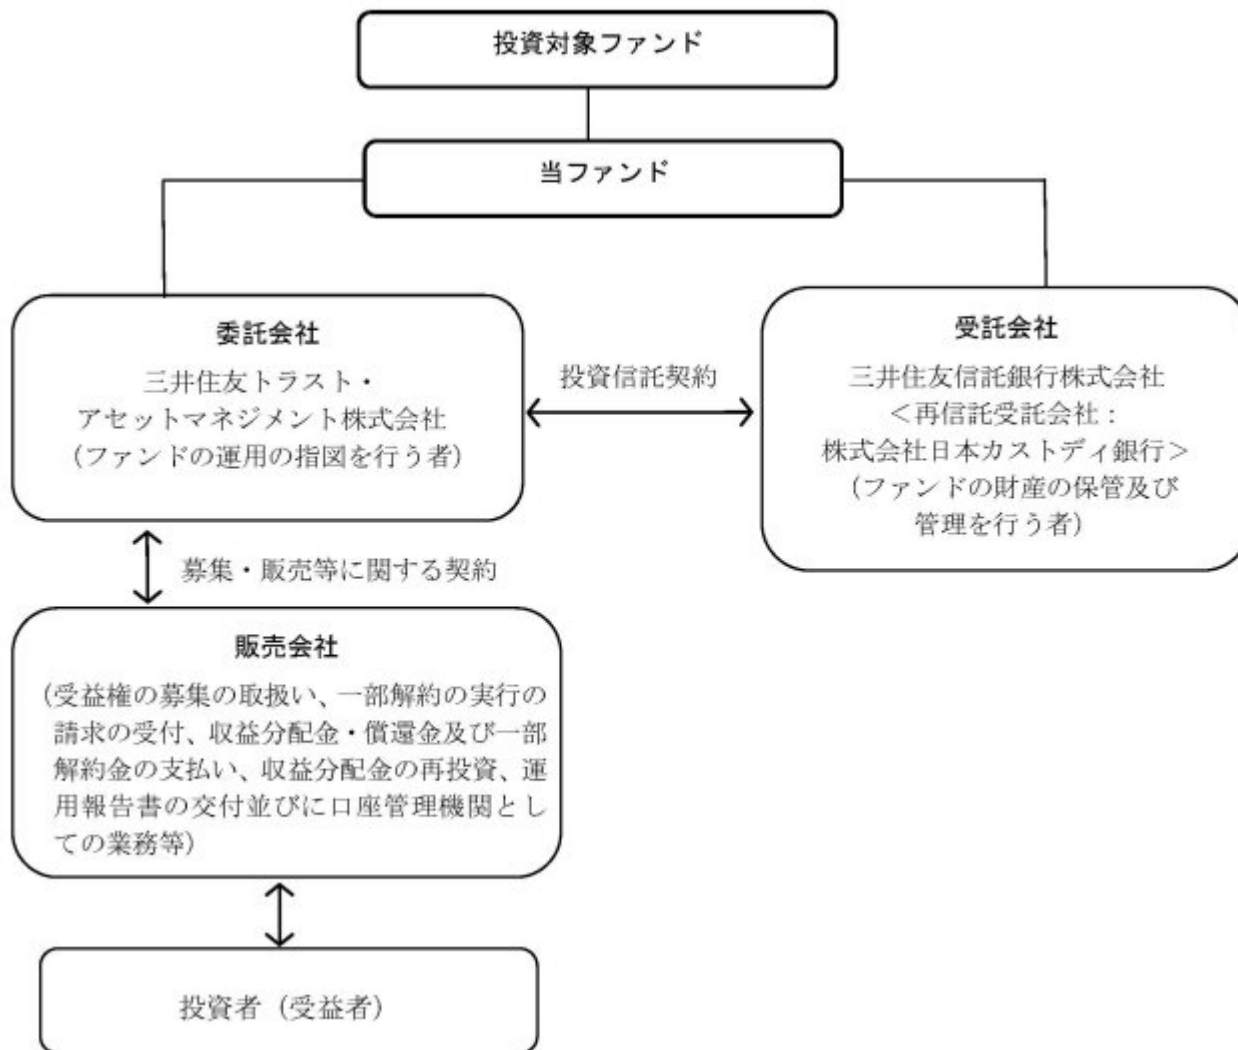 投資対象ファンド
当ファンド
委託会社
三井住友トラスト・
アセットマネジメント株式会社
(ファンドの運用の指図を行う者)
投資信託契約
受託会社
三井住友信託銀行株式会社
<再信託受託会社:
株式会社日本カストディ銀行>
(ファンドの財産の保管及び
管理を行う者)
募集・販売等に関する契約
販売会社
(受益権の募集の取扱い、一部解約の実行の
請求の受付、収益分配金・償還金及び一部
解約金の支払い、収益分配金の再投資、運
用報告書の交付並びに口座管理機関とし
ての業務等)
投資者(受益者)